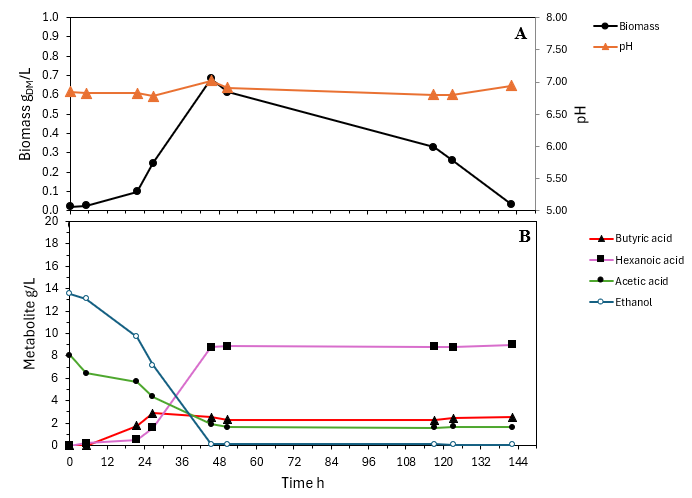 1.0
0.9
0.8
0.7
0.6
0.5
0.4
0.3
0.2
0.1
0.0
Biomass gDM/L
8.00
7.50
7.00
6.50
6.00
5.50
5.00
pH
A
Biomass
pH
20
18
16
14
12
10
8
6
4
2
0
Metabolite g/L
B
Butyric acid
Hexanoic acid
Acetic acid
Ethanol
0 12 24 36 48 60 72 84 96 108 120 132 144
Time h